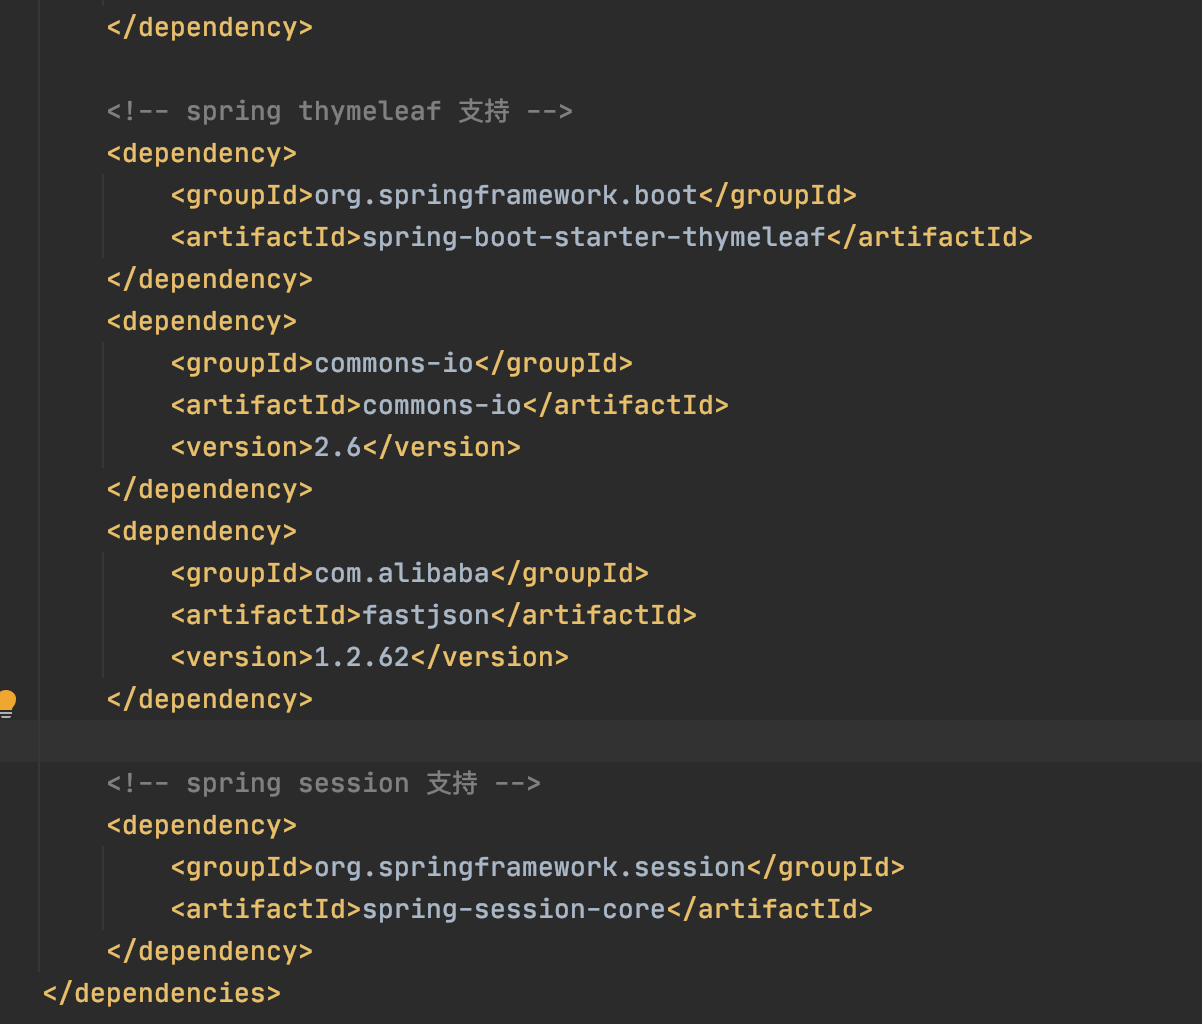 </dependency>
<!-- spring thymeleaf 支持 -->
<dependency>
<groupId>org.springframework.boot</groupId>
<artifactId>spring-boot-starter-thymeleaf</artifactId>
</dependency>
<dependency>
<groupId>commons-io</groupId>
<artifactId>commons-io</artifactId>
<version>2.6</version>
</dependency>
<dependency>
<groupId>com.alibaba</groupId>
<artifactId>fastjson</artifactId>
<version>1.2.62</version>
</dependency>
<!-- spring session 支持 -->
<dependency>
<groupId>org.springframework.session</groupId>
<artifactId>spring-session-core</artifactId>
</dependency>
</dependencies>